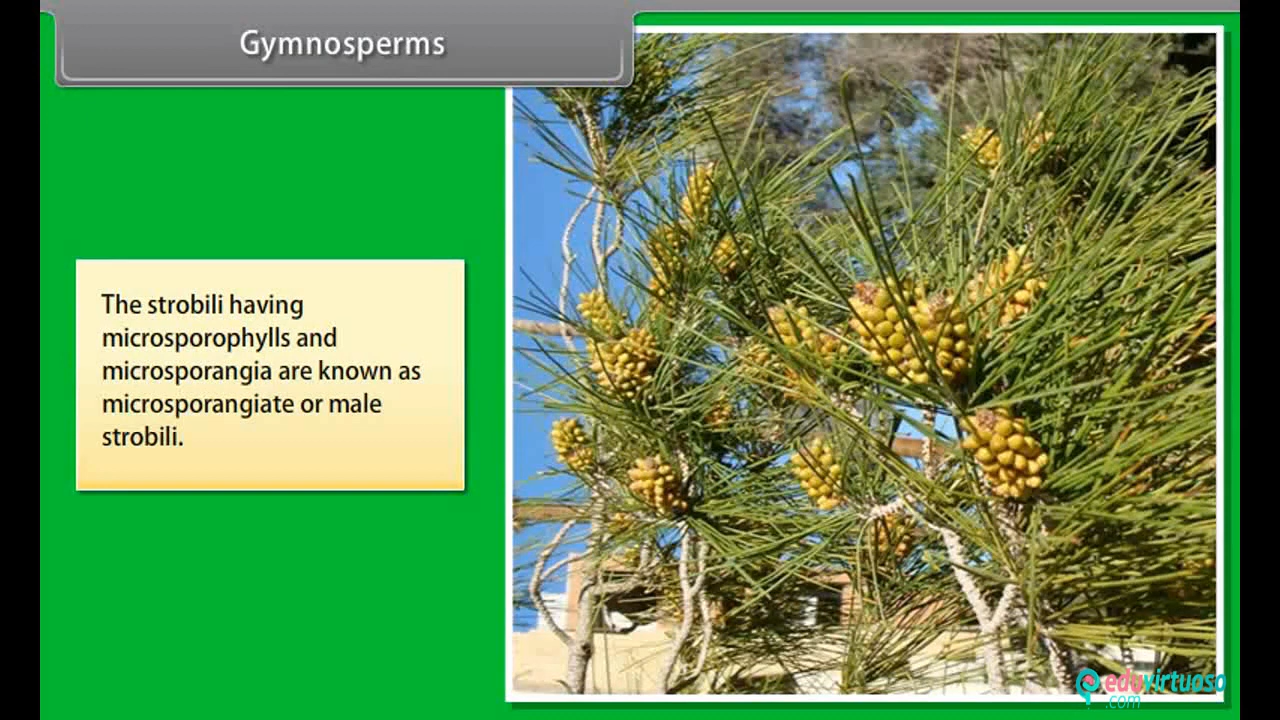 Gymnosperms
The strobili having
microsporophylls and
microsporangia are known as
microsporangiate or male
strobili.
eduvirtuoso
.com